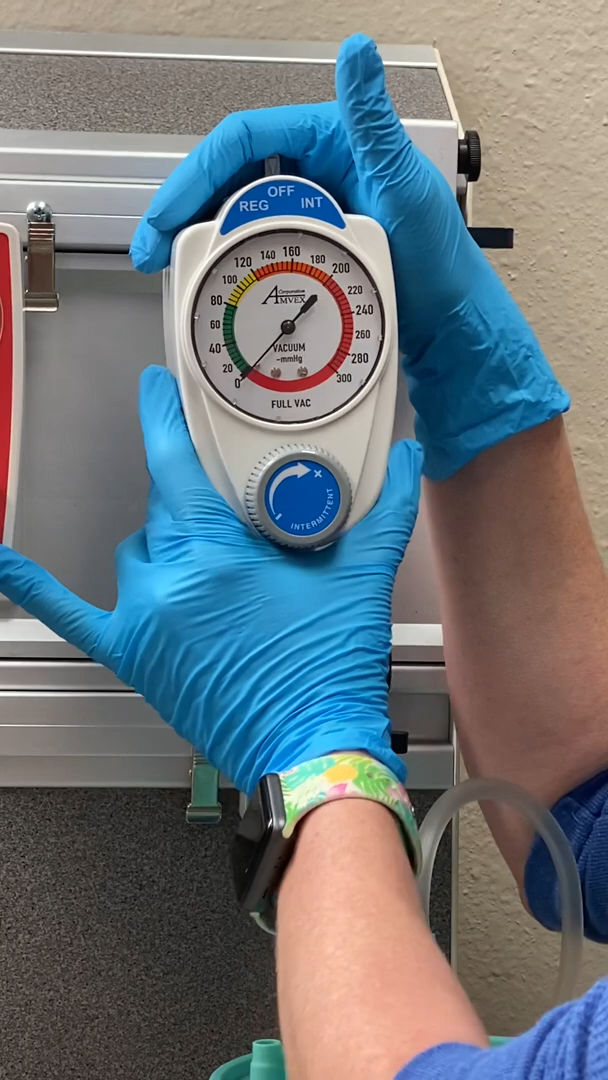 OFF
REG INT
160
140
180
120
200
100
220
80
240
60
260
40
280
20
300
0
Corporation
AMVEX
VACUUM
-mmHg
FULL VAC
+
INTERMITTENT
-